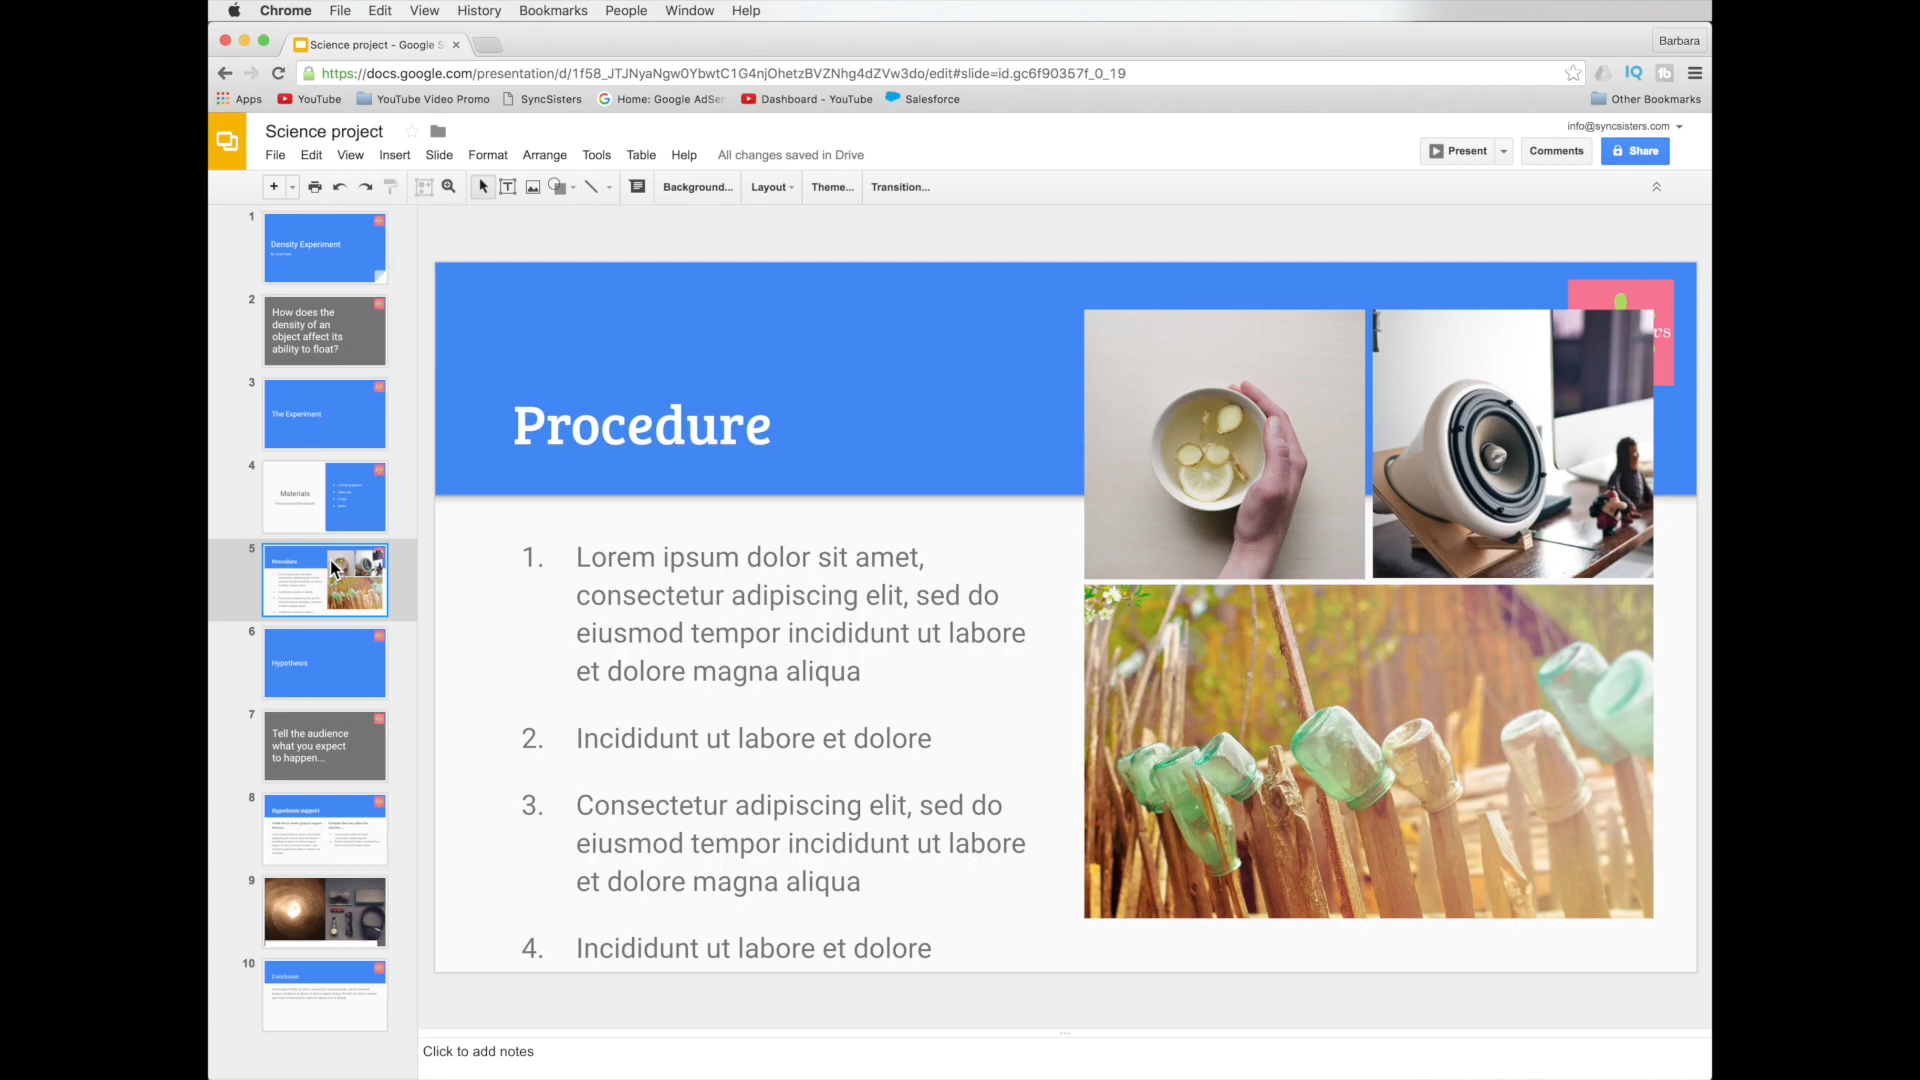 Chrome File Edit View History Bookmarks People Window Help
Science project - Google S
Barbara
https://docs.google.com/presentation/d/1f58_JTJNyaNgw0YbwtC1G4njOhetzBVZNhg4dZVw3do/edit#slide=id.gc6f90357f_0_19
Apps YouTube YouTube Video Promo SyncSisters Home: Google AdSen Dashboard - YouTube Salesforce Other Bookmarks
info@syncsisters.com
Science project
File Edit View Insert Slide Format Arrange Tools Table Help All changes saved in Drive
Present Comments Share
Background... Layout Theme... Transition...
1
Density Experiment
2
How does the
density of an
object affect its
ability to float?
3
The Experiment
4
Materials
5
Procedure
6
Hypothesis
7
Tell the audience
what you expect
to happen...
8
Hypothesis support
9
10
Conclusion
rs
Procedure
1. Lorem ipsum dolor sit amet,
consectetur adipiscing elit, sed do
eiusmod tempor incididunt ut labore
et dolore magna aliqua
2. Incididunt ut labore et dolore
3. Consectetur adipiscing elit, sed do
eiusmod tempor incididunt ut labore
et dolore magna aliqua
4. Incididunt ut labore et dolore
Click to add notes